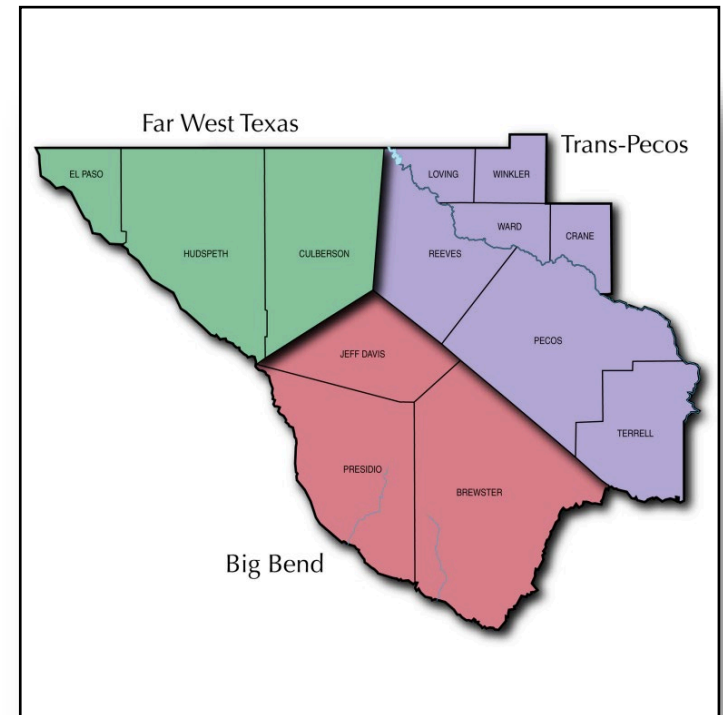 Far West Texas
Trans-Pecos
EL PASO
LOVING
WINKLER
WARD
CRANE
HUDSPETH
CULBERSON
REEVES
PECOS
JEFF DAVIS
TERRELL
PRESIDIO
BREWSTER
Big Bend